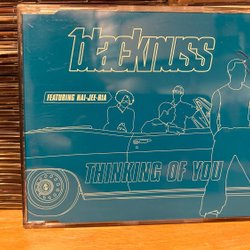 blacknuss
FEATURING NAI-JEE-RIA
THINKING OF YOU